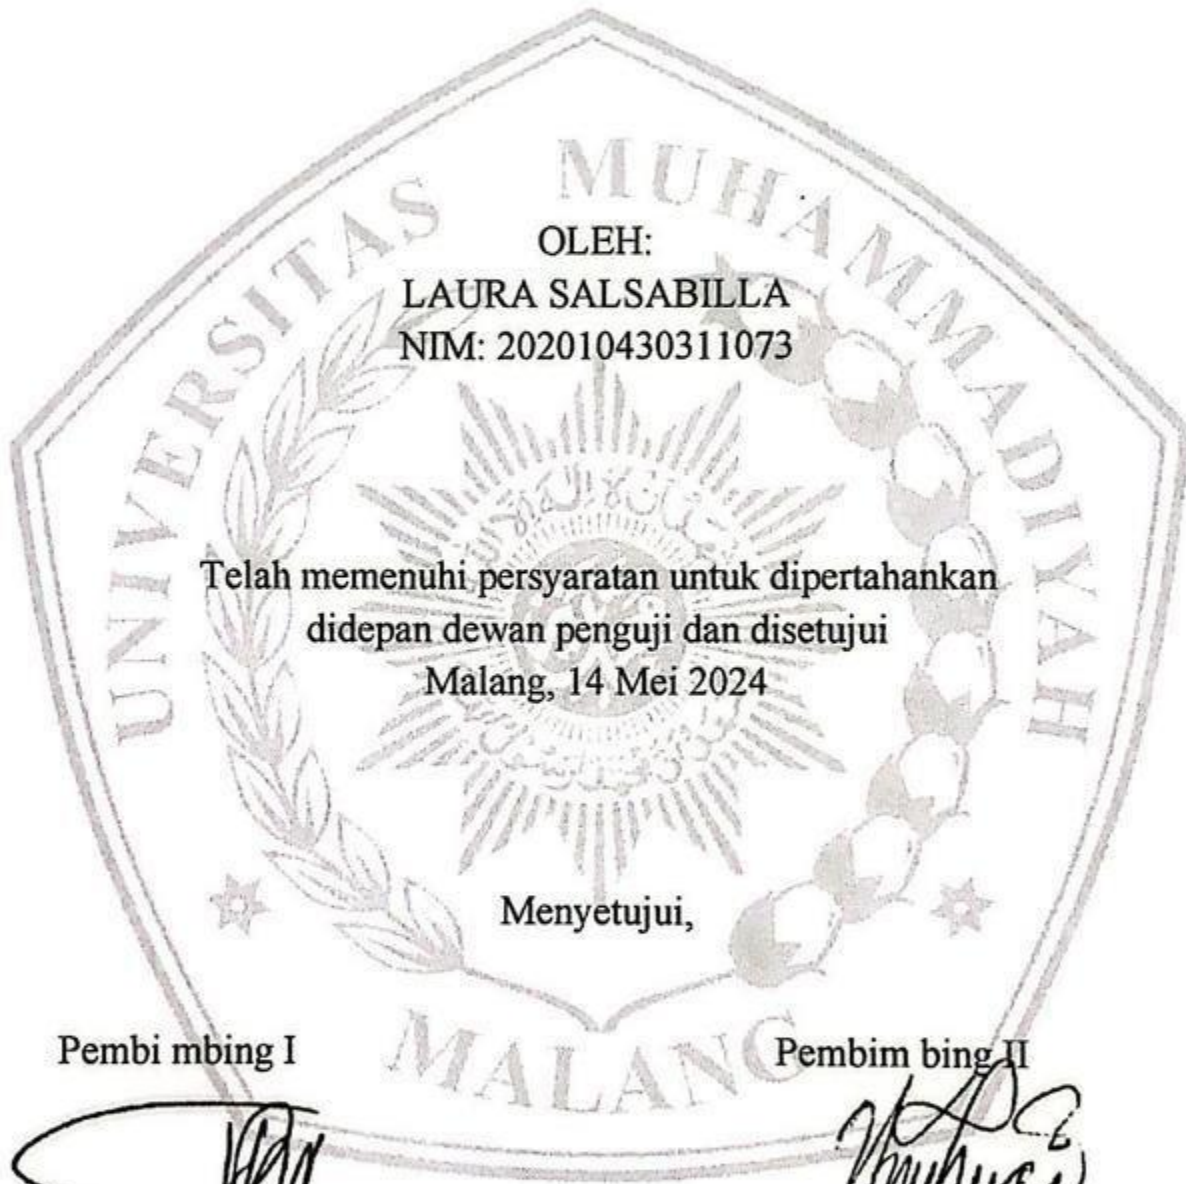 UNIVERSITAS MUHAMMADIYAH
OLEH:
LAURA SALSABILLA
NIM: 202010430311073
Telah memenuhi persyaratan untuk dipertahankan
didepan dewan penguji dan disetujui
Malang, 14 Mei 2024
Menyetujui,
Pembi mbing I Pembim bing II
MALANG